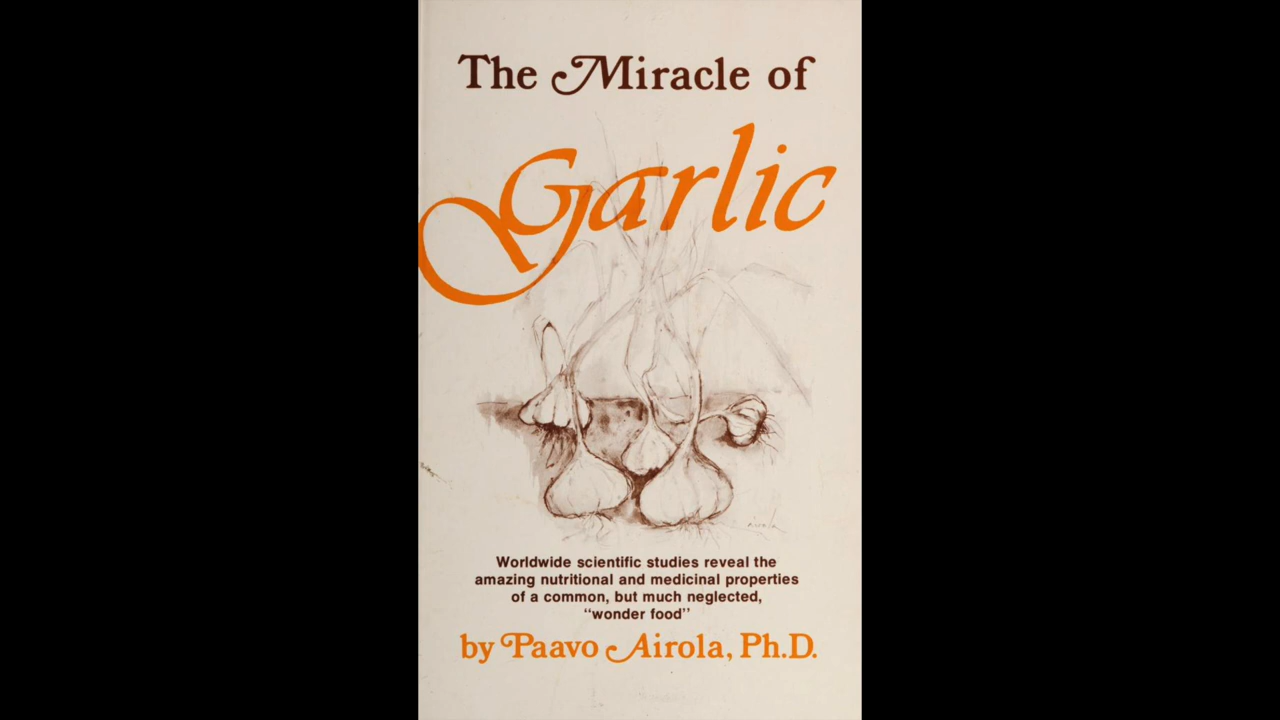 The Miracle of
Garlic
airola
Worldwide scientific studies reveal the
amazing nutritional and medicinal properties
of a common, but much neglected,
“wonder food”
by Paavo Airola, Ph.D.